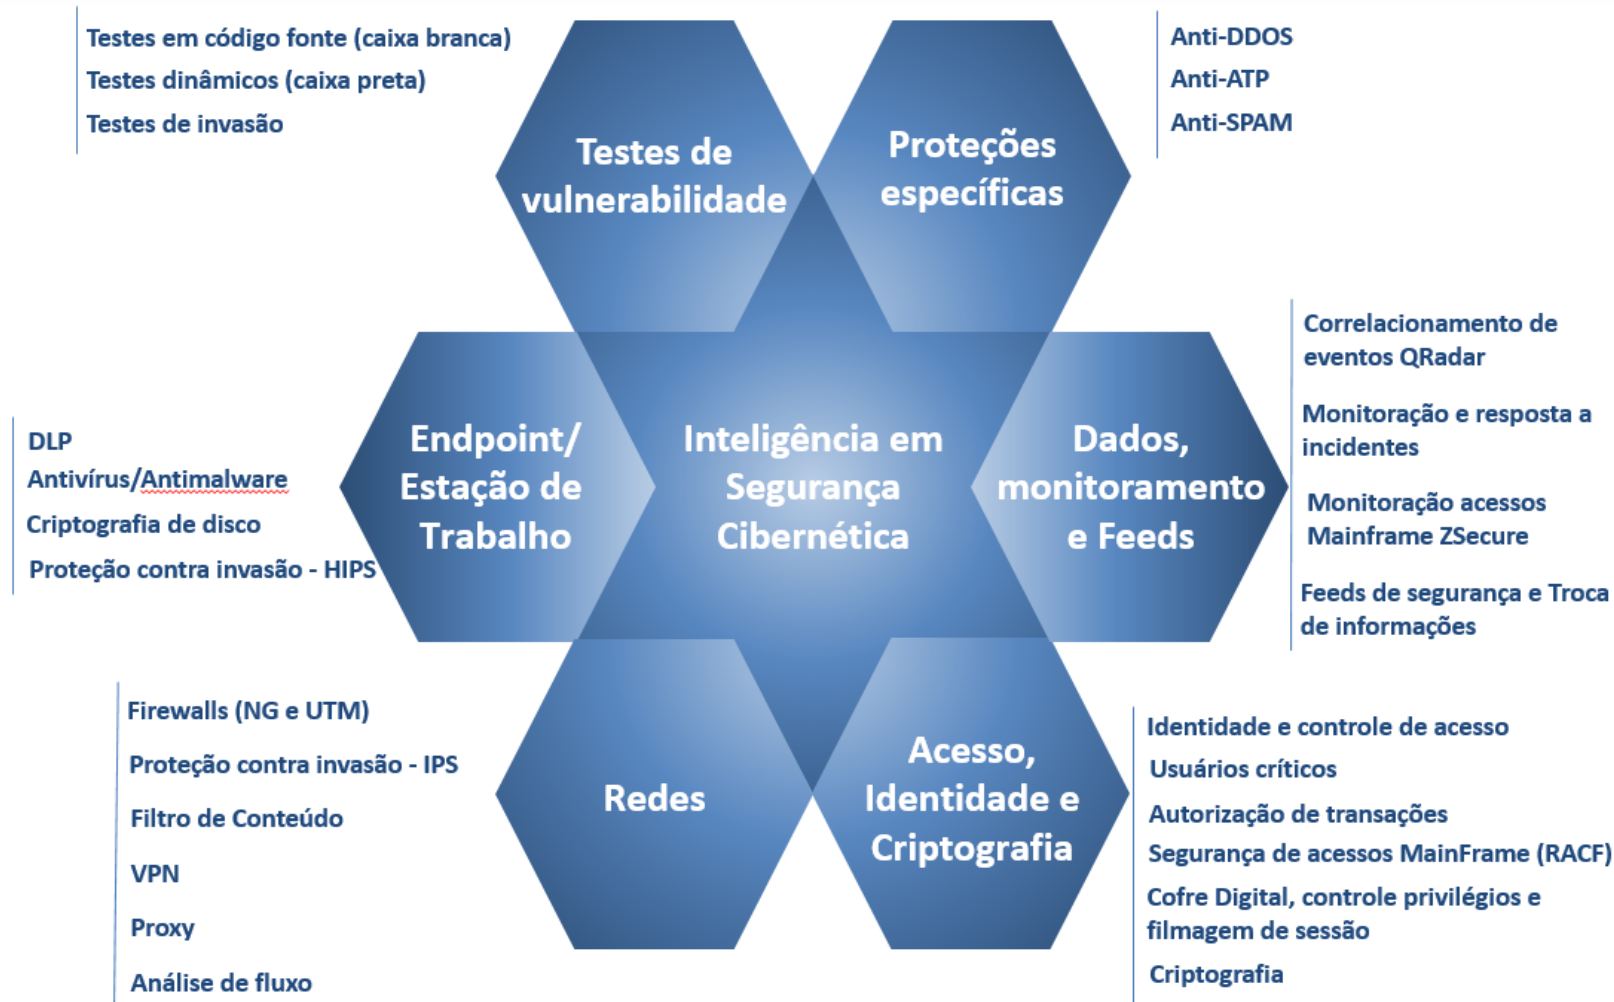 Testes em código fonte (caixa branca)
Testes dinâmicos (caixa preta)
Testes de invasão
Testes de
vulnerabilidade
Proteções
específicas
Anti-DDOS
Anti-ATP
Anti-SPAM
DLP
Antivírus/Antimalware
Criptografia de disco
Proteção contra invasão - HIPS
Endpoint/
Estação de
Trabalho
Inteligência em
Segurança
Cibernética
Dados,
monitoramento
e Feeds
Correlacionamento de
eventos QRadar
Monitoração e resposta a
incidentes
Monitoração acessos
Mainframe ZSecure
Feeds de segurança e Troca
de informações
Firewalls (NG e UTM)
Proteção contra invasão - IPS
Filtro de Conteúdo
VPN
Proxy
Análise de fluxo
Redes
Acesso,
Identidade e
Criptografia
Identidade e controle de acesso
Usuários críticos
Autorização de transações
Segurança de acessos MainFrame (RACF)
Cofre Digital, controle privilégios e
filmagem de sessão
Criptografia